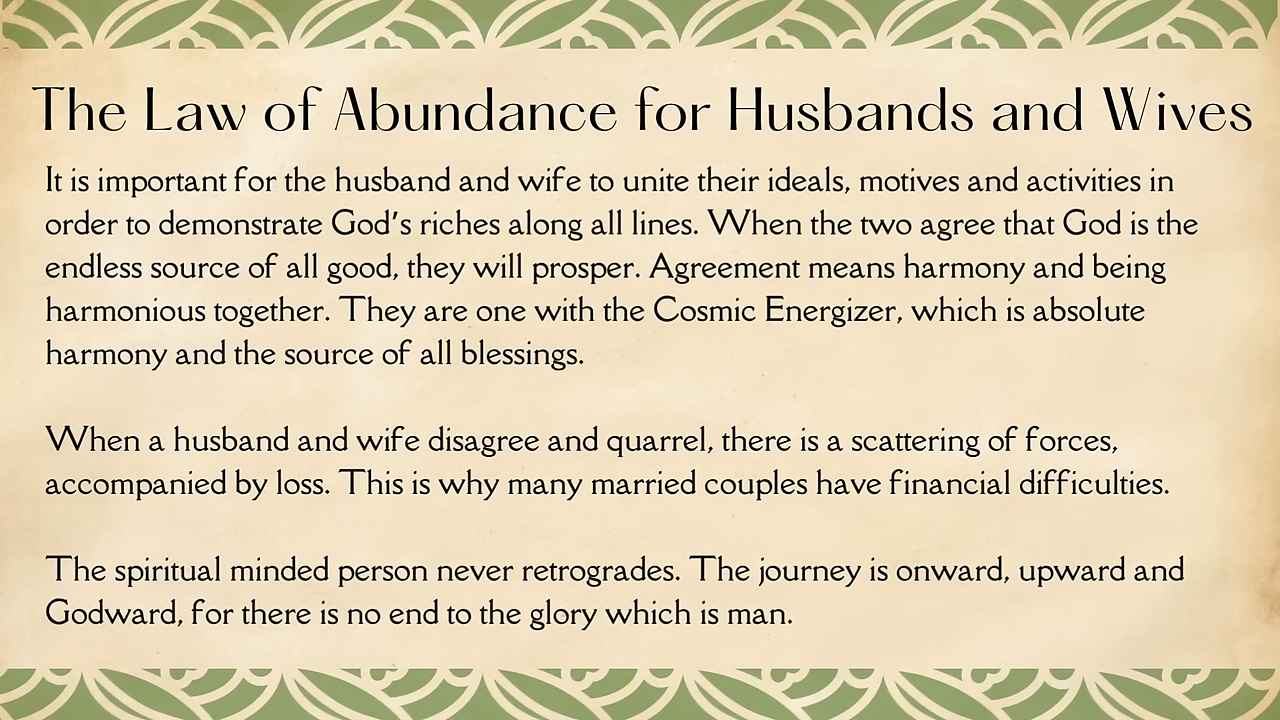 The Law of Abundance for Husbands and Wives
It is important for the husband and wife to unite their ideals, motives and activities in
order to demonstrate God's riches along all lines. When the two agree that God is the
endless source of all good, they will prosper. Agreement means harmony and being
harmonious together. They are one with the Cosmic Energizer, which is absolute
harmony and the source of all blessings.
When a husband and wife disagree and quarrel, there is a scattering of forces,
accompanied by loss. This is why many married couples have financial difficulties.
The spiritual minded person never retrogrades. The journey is onward, upward and
Godward, for there is no end to the glory which is man.